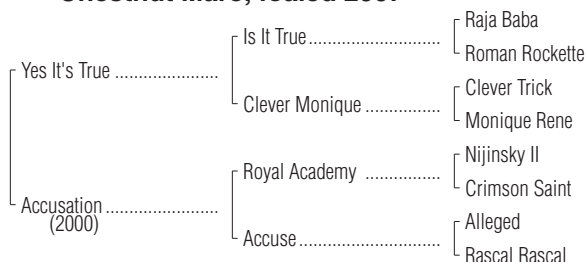 Chestnut Mare; foaled 2007
Raja Baba
Is It True
Roman Rockette
Yes It's True
Clever Trick
Clever Monique
Monique Rene
Nijinsky II
Royal Academy
Crimson Saint
Accusation
(2000)
Alleged
Accuse
Rascal Rascal